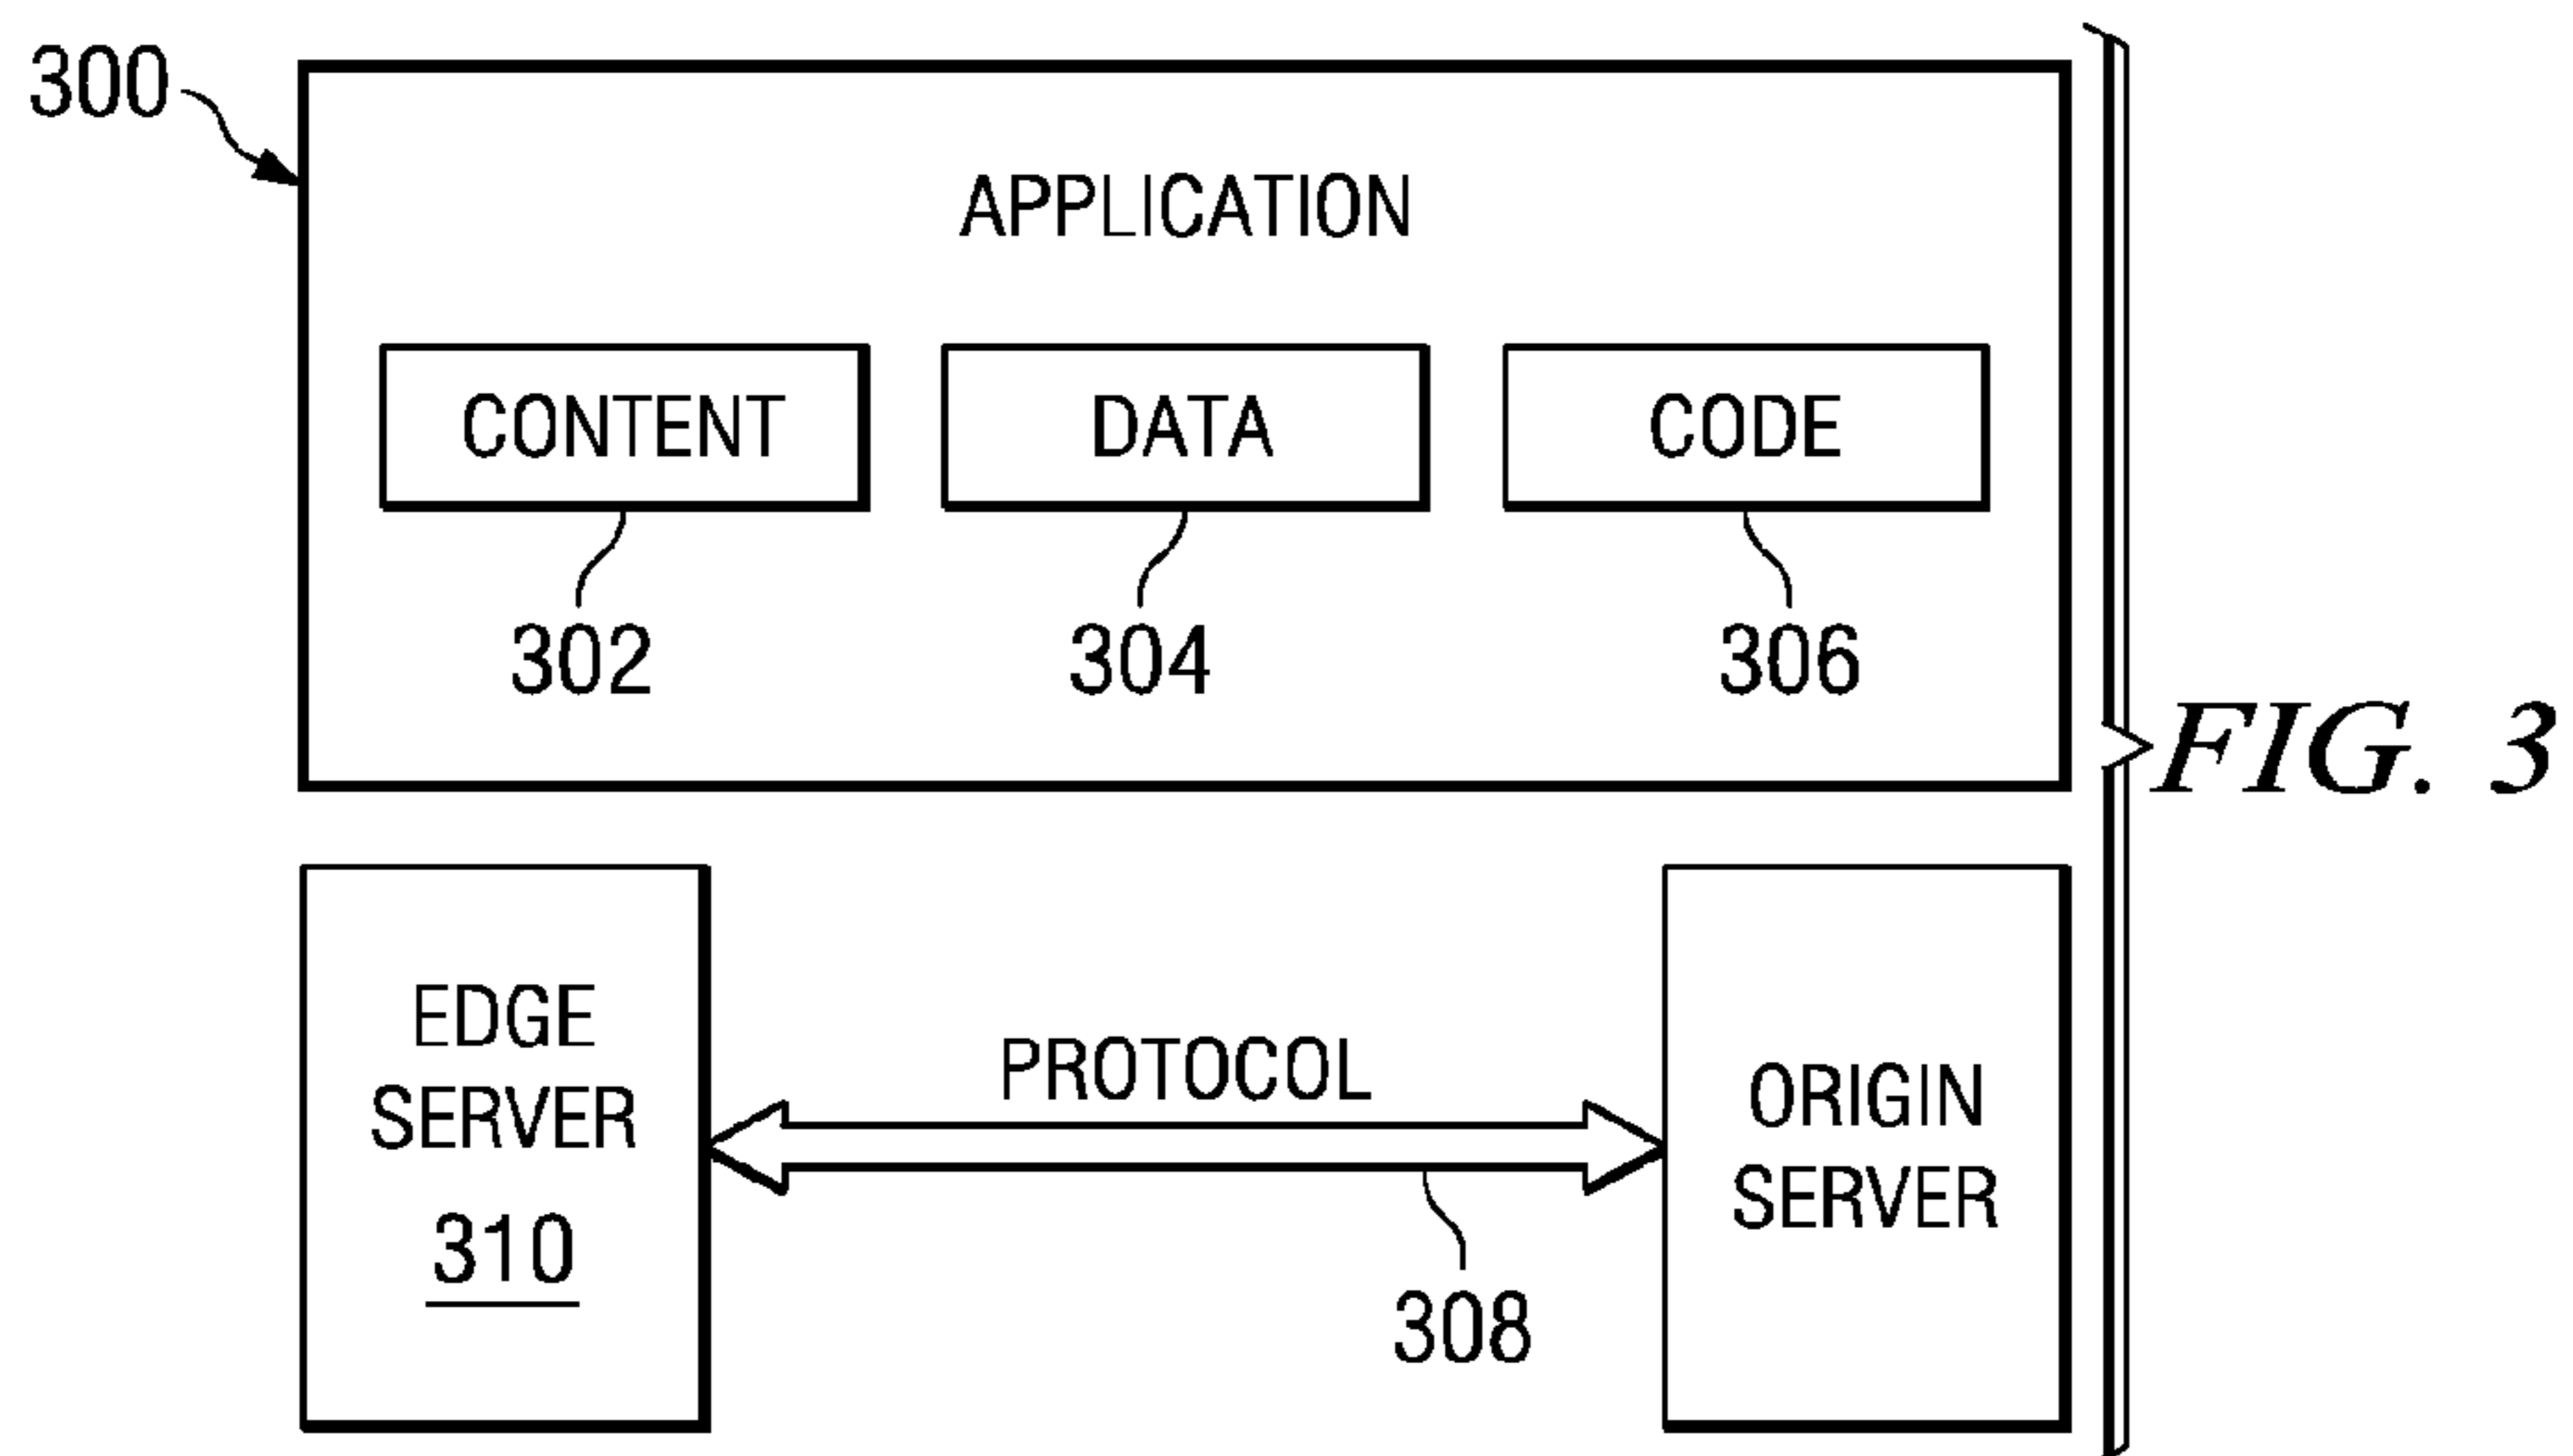 300
APPLICATION
CONTENT
DATA
CODE
302
304
306
FIG. 3
EDGE
SERVER
310
PROTOCOL
308
ORIGIN
SERVER